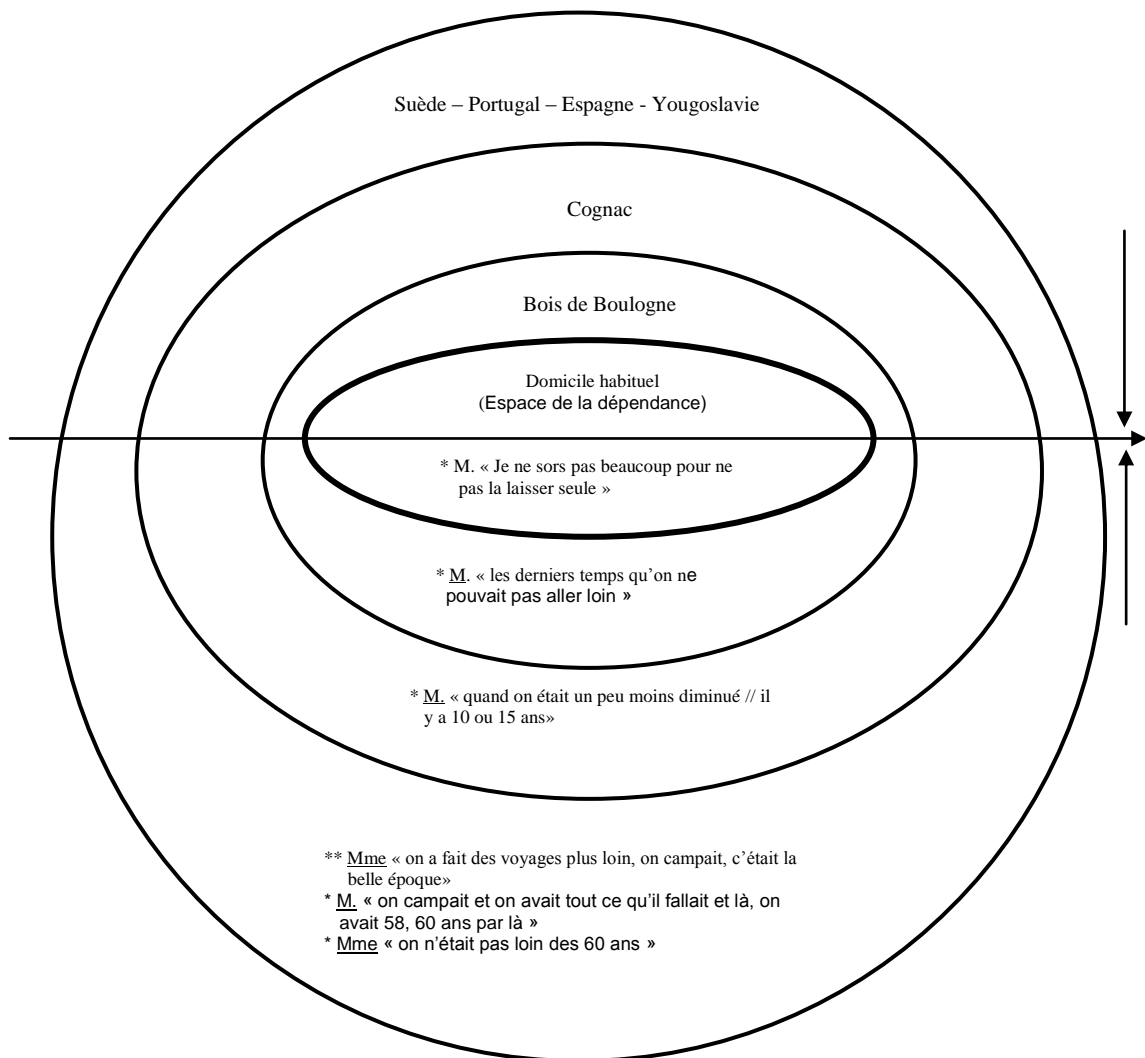 Suède – Portugal – Espagne - Yougoslavie
Cognac
Bois de Boulogne
Domicile habituel
(Espace de la dépendance)
* M. « Je ne sors pas beaucoup pour ne
pas la laisser seule »
* M. « les derniers temps qu’on ne
pouvait pas aller loin »
* M. « quand on était un peu moins diminué // il
y a 10 ou 15 ans»
** Mme « on a fait des voyages plus loin, on campait, c’était la
belle époque»
* M. « on campait et on avait tout ce qu’il fallait et là, on
avait 58, 60 ans par là »
* Mme « on n’était pas loin des 60 ans »